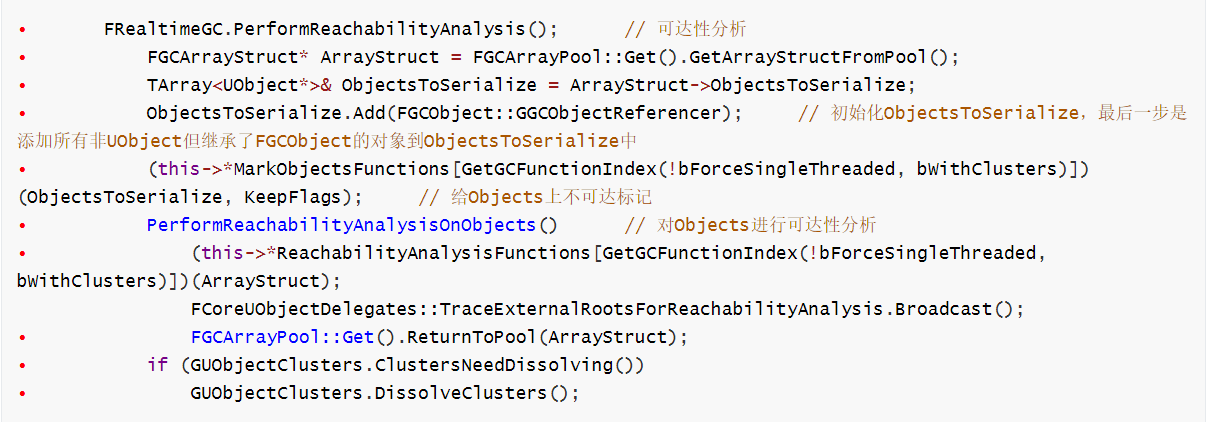 FRealtimeGC.PerformReachabilityAnalysis();      // 可达性分析
FGCArrayStruct* ArrayStruct = FGCArrayPool::Get().GetArrayStructFromPool();
TArray<UObject*>& ObjectsToSerialize = ArrayStruct->ObjectsToSerialize;
ObjectsToSerialize.Add(FGCObject::GGCObjectReferencer);     // 初始化ObjectsToSerialize，最后一步是
添加所有非UObject但继承了FGCObject的对象到ObjectsToSerialize中
(this->*MarkObjectsFunctions[GetGCFunctionIndex(!bForceSingleThreaded, bWithClusters)])
(ObjectsToSerialize, KeepFlags);     // 给Objects上不可达标记
PerformReachabilityAnalysisOnObjects()      // 对Objects进行可达性分析
(this->*ReachabilityAnalysisFunctions[GetGCFunctionIndex(!bForceSingleThreaded,
bWithClusters)])(ArrayStruct);
FCoreUObjectDelegates::TraceExternalRootsForReachabilityAnalysis.Broadcast();
FGCArrayPool::Get().ReturnToPool(ArrayStruct);
if (GUObjectClusters.ClustersNeedDissolving())
GUObjectClusters.DissolveClusters();